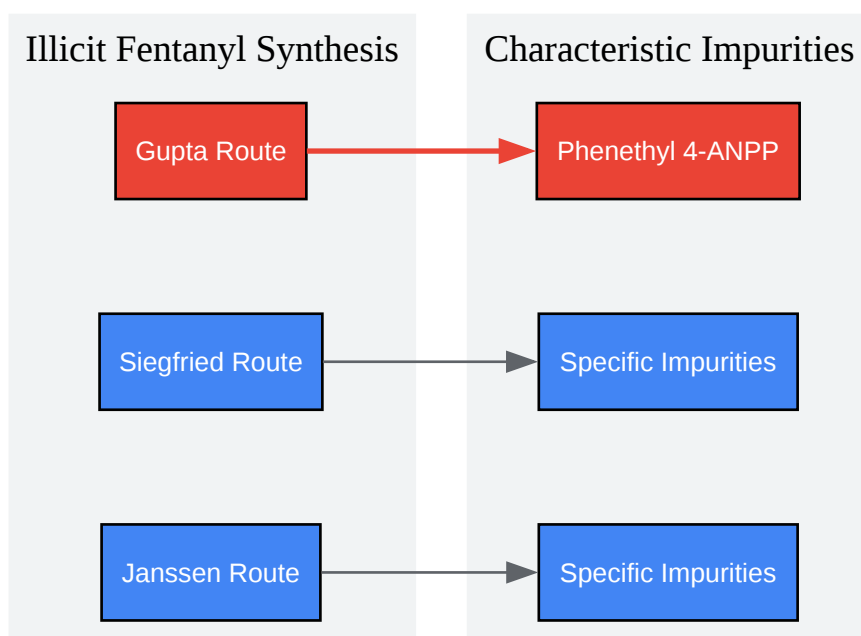 Illicit Fentanyl Synthesis
Characteristic Impurities
Gupta Route
Phenethyl 4-ANPP
Siegfried Route
Specific Impurities
Janssen Route
Specific Impurities